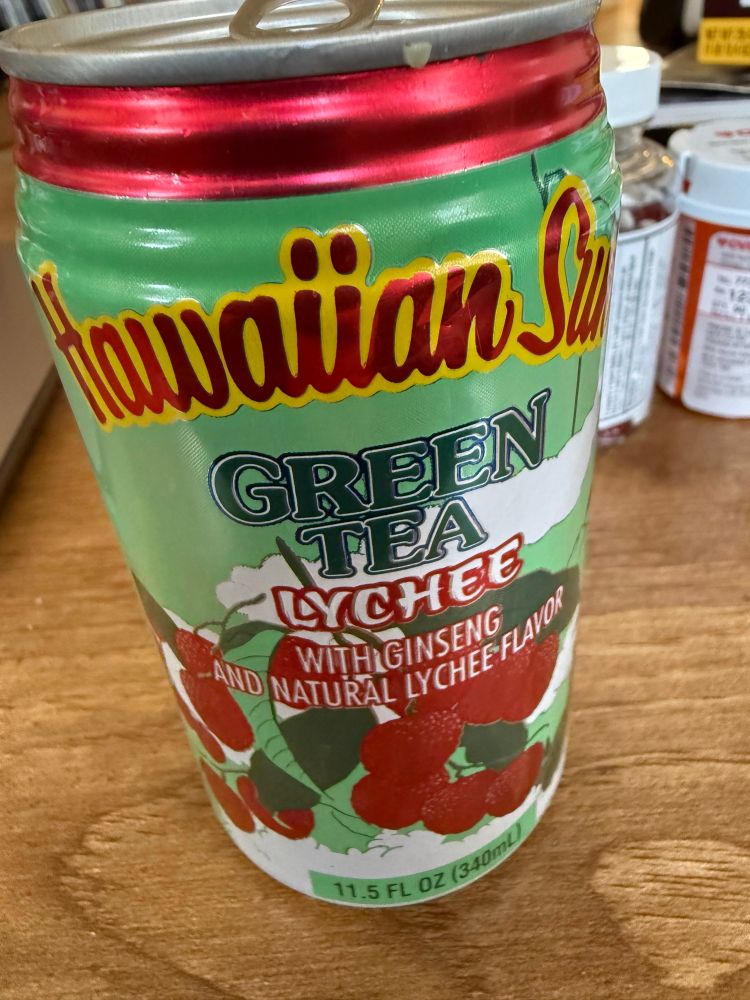 Hawaiian Sun
GREEN
TEA
LYCHEE
WITH GINSENG
AND NATURAL LYCHEE FLAVOR
11.5 FL OZ (340mL)